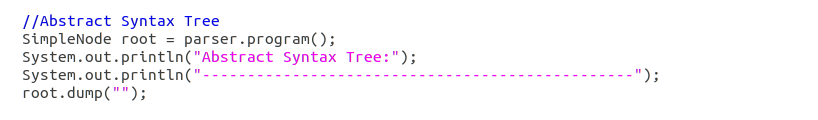 //Abstract Syntax Tree
SimpleNode root = parser.program();
System.out.println("Abstract Syntax Tree:");
System.out.println("------------------------------------------------");
root.dump("");